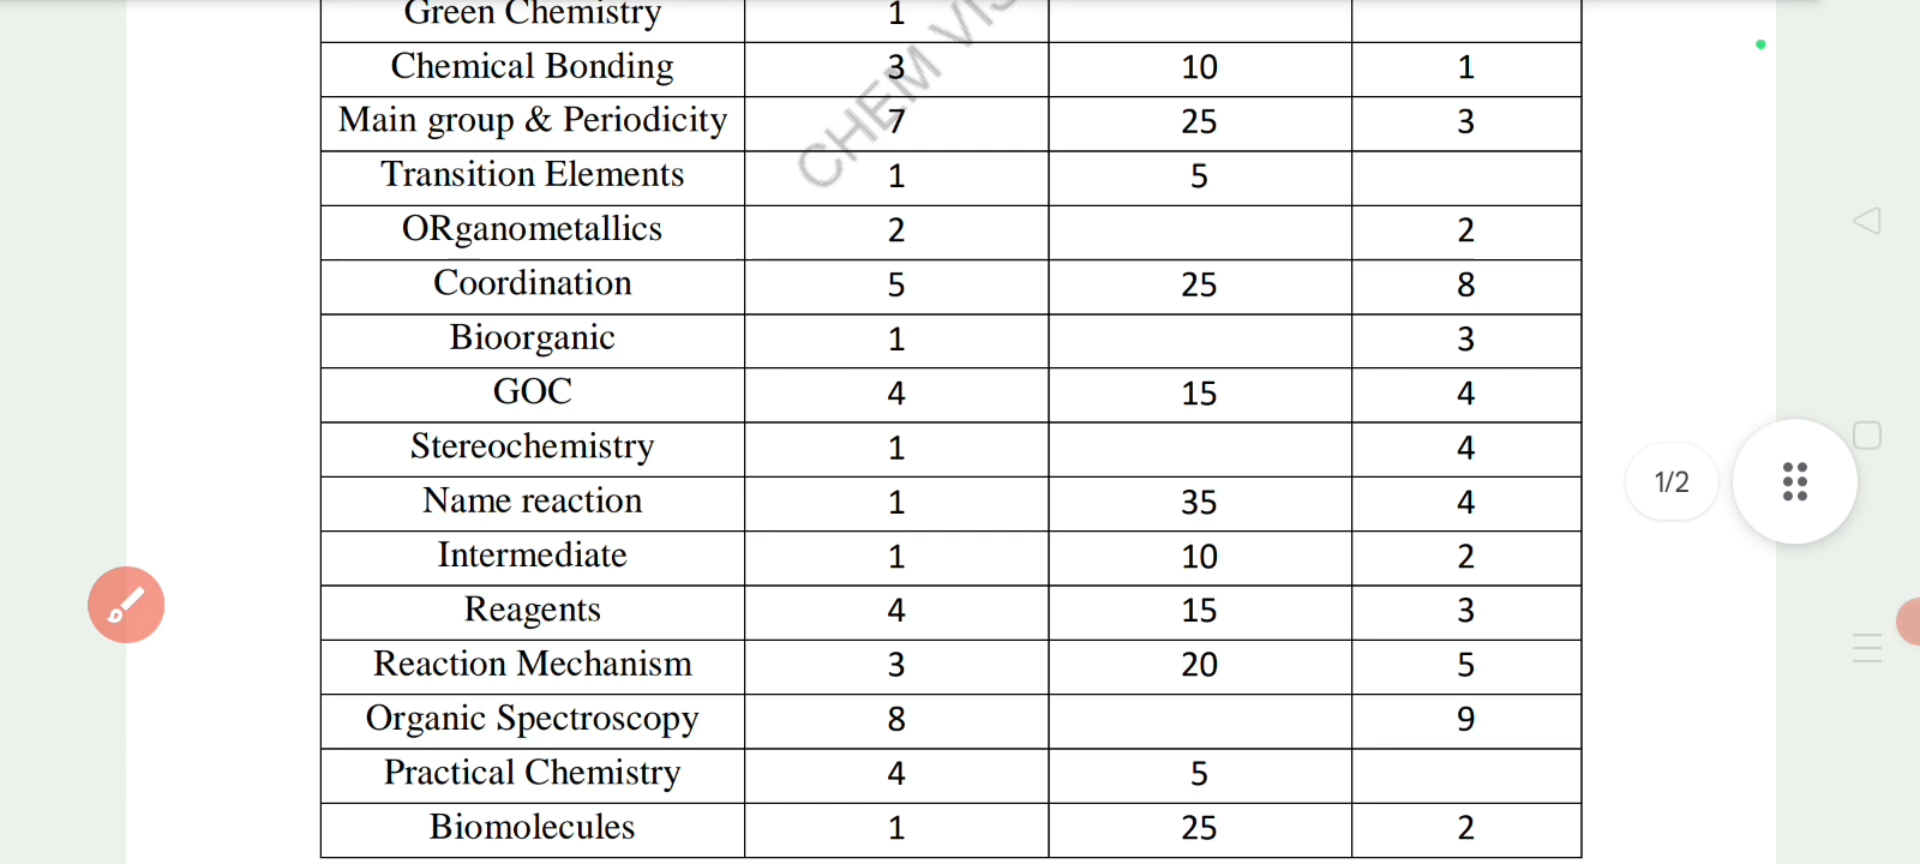 Green Chemistry 1
Chemical Bonding 3 10 1
Main group & Periodicity 7 25 3
Transition Elements 1 5
ORganometallics 2 2
Coordination 5 25 8
Bioorganic 1 3
GOC 4 15 4
Stereochemistry 1 4
Name reaction 1 35 4
Intermediate 1 10 2
Reagents 4 15 3
Reaction Mechanism 3 20 5
Organic Spectroscopy 8 9
Practical Chemistry 4 5
Biomolecules 1 25 2
CHEM
1/2